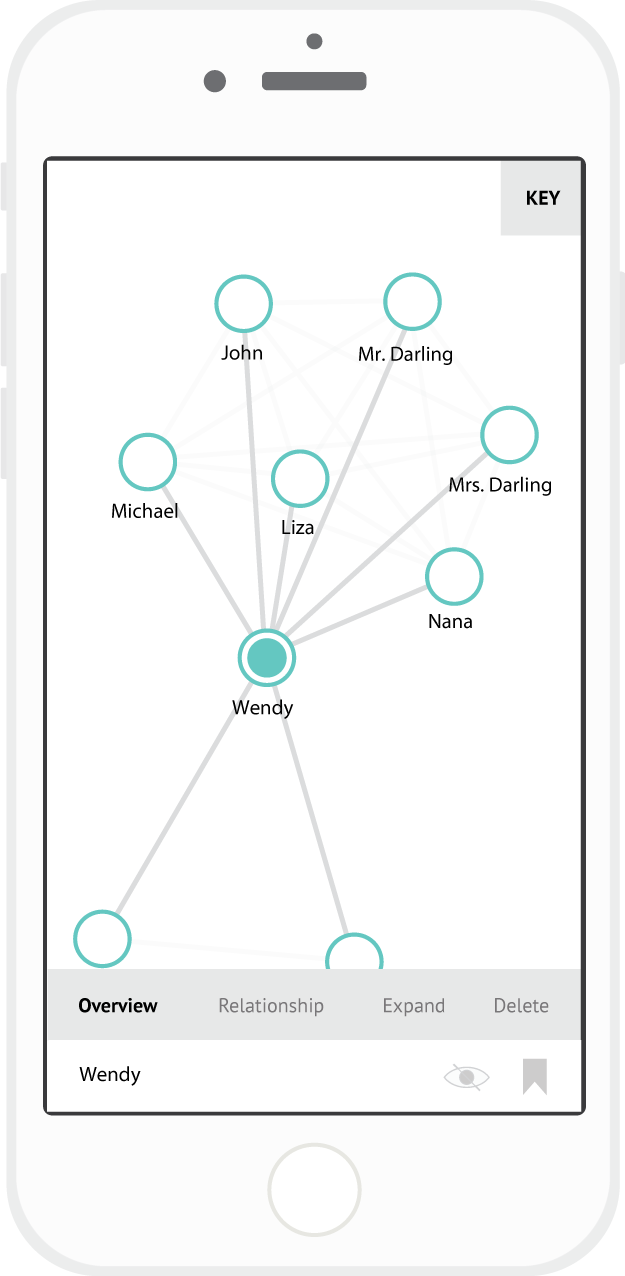 KEY
John
Mr. Darling
Michael
Liza
Mrs. Darling
Nana
Wendy
Overview Relationship Expand Delete
Wendy